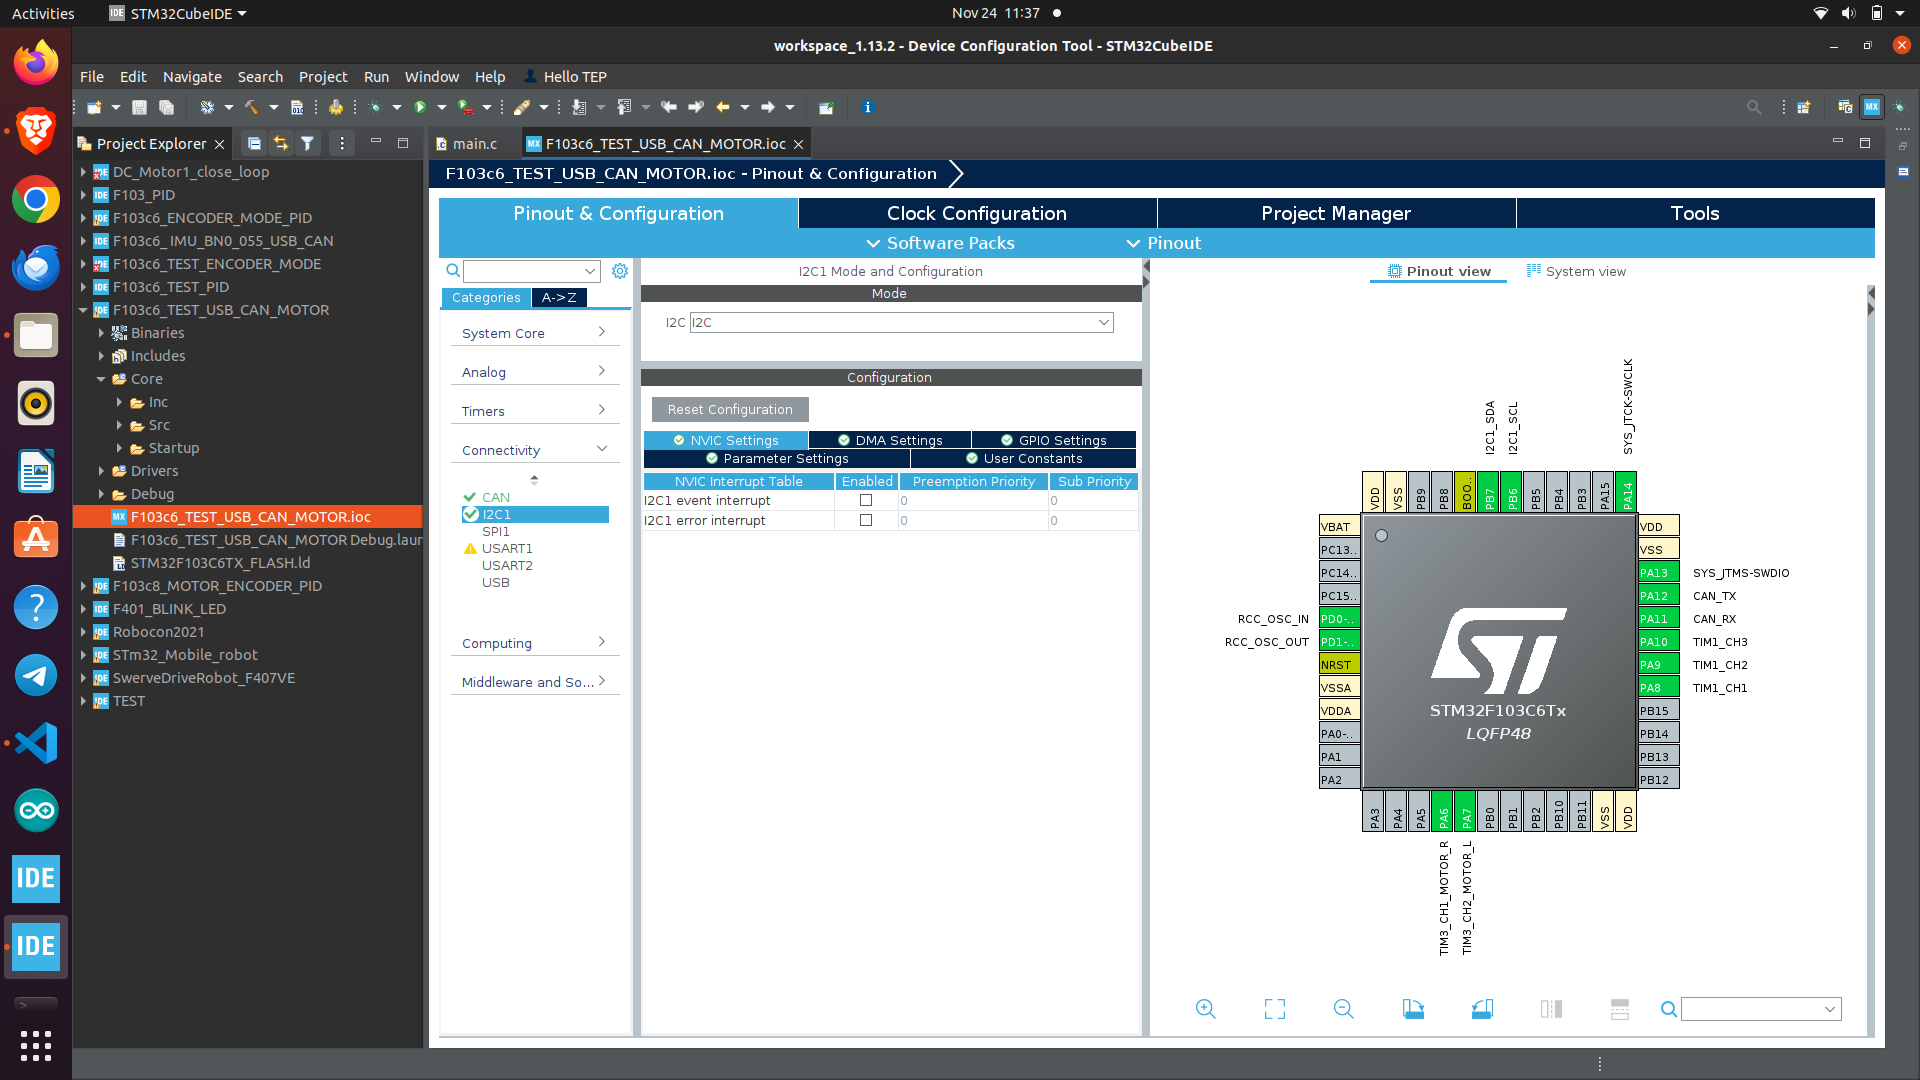 Activities
STM32CubeIDE
Nov 24 11:37
workspace_1.13.2 - Device Configuration Tool - STM32CubeIDE
File Edit Navigate Search Project Run Window Help Hello TEP
Project Explorer
main.c
F103c6_TEST_USB_CAN_MOTOR.ioc
DC_Motor1_close_loop
F103_PID
F103c6_ENCODER_MODE_PID
F103c6_ IMU_BN0_055_USB_CAN
F103c6_TEST_ENCODER_MODE
F103c6_TEST_PID
F103c6_TEST_USB_CAN_MOTOR
Binaries
Includes
Core
Inc
Src
Startup
Drivers
Debug
F103c6_TEST_USB_CAN_MOTOR.ioc
F103c6_TEST_USB_CAN_MOTOR Debug.laun
STM32F103C6TX_FLASH.ld
F103c8_MOTOR_ENCODER_PID
F401_BLINK_LED
Robocon2021
STm32_Mobile_robot
SwerveDriveRobot_F407VE
TEST
F103c6_TEST_USB_CAN_MOTOR.ioc - Pinout & Configuration
Pinout & Configuration
Clock Configuration
Project Manager
Tools
Software Packs
Pinout
Categories
A->Z
System Core
Analog
Timers
Connectivity
CAN
I2C1
SPI1
USART1
USART2
USB
Computing
Middleware and So...
I2C1 Mode and Configuration
Mode
I2C I2C
Configuration
Reset Configuration
NVIC Settings
DMA Settings
GPIO Settings
Parameter Settings
User Constants
NVIC Interrupt Table Enabled Preemption Priority Sub Priority
I2C1 event interrupt 0 0
I2C1 error interrupt 0 0
Pinout view
System view
I2C1_SDA
I2C1_SCL
SYS_JTCK-SWCLK
VDD
VSS
PB9
PB8
BOO..
PB7
PB6
PB5
PB4
PB3
PA15
PA14
VBAT
PC13..
PC14..
PC15..
RCC_OSC_IN PD0-..
RCC_OSC_OUT PD1-..
NRST
VSSA
VDDA
PA0-..
PA1
PA2
STM32F103C6Tx
LQFP48
VDD
VSS
PA13 SYS_JTMS-SWDIO
PA12 CAN_TX
PA11 CAN_RX
PA10 TIM1_CH3
PA9 TIM1_CH2
PA8 TIM1_CH1
PB15
PB14
PB13
PB12
PA3
PA4
PA5
PA6
PA7
PB0
PB1
PB2
PB10
PB11
VSS
VDD
TIM3_CH1_MOTOR_R
TIM3_CH2_MOTOR_L
IDE
IDE